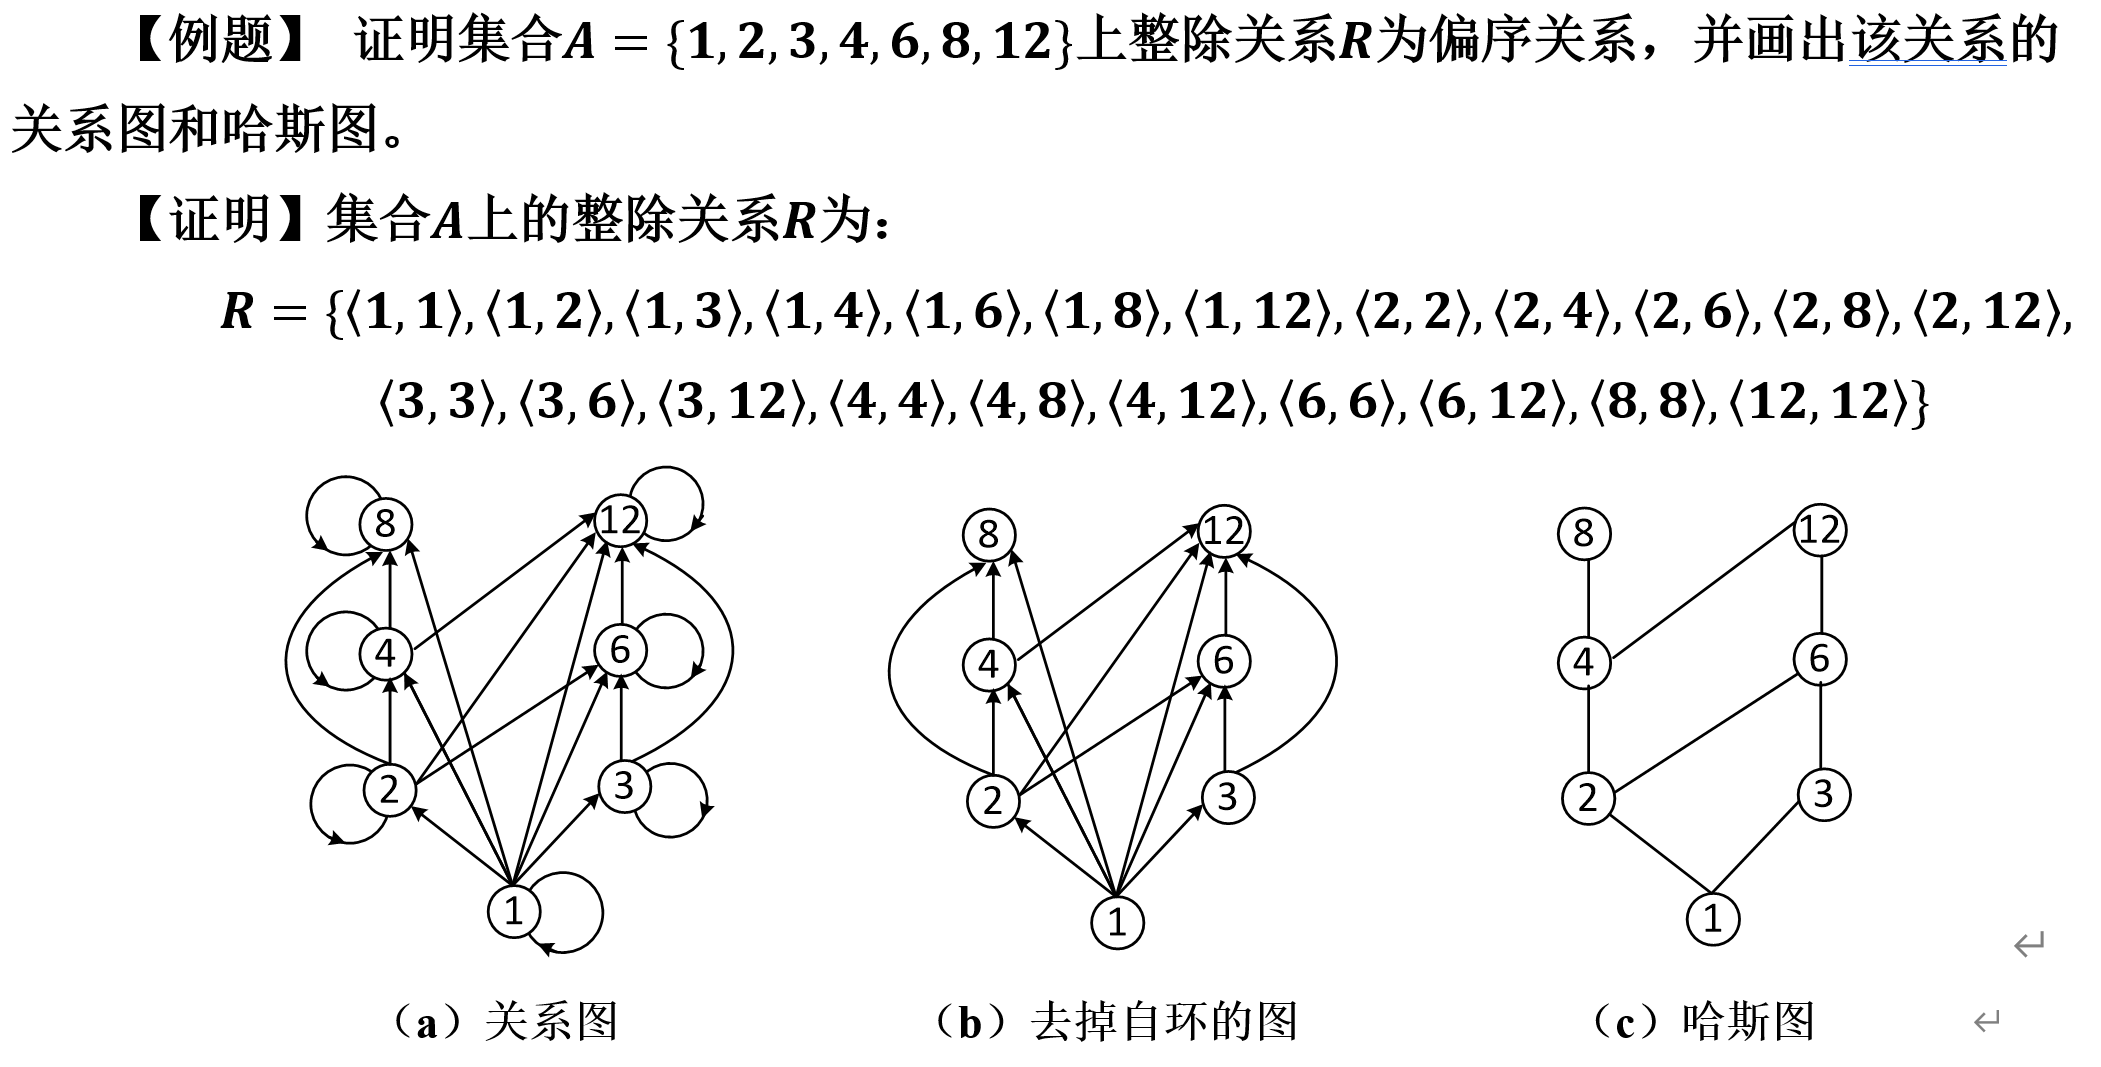 【例题】 证明集合A = {1, 2, 3, 4, 6, 8, 12}上整除关系R为偏序关系，并画出该关系的
关系图和哈斯图。
【证明】集合A上的整除关系R为：
R = {⟨1, 1⟩, ⟨1, 2⟩, ⟨1, 3⟩, ⟨1, 4⟩, ⟨1, 6⟩, ⟨1, 8⟩, ⟨1, 12⟩, ⟨2, 2⟩, ⟨2, 4⟩, ⟨2, 6⟩, ⟨2, 8⟩, ⟨2, 12⟩,
⟨3, 3⟩, ⟨3, 6⟩, ⟨3, 12⟩, ⟨4, 4⟩, ⟨4, 8⟩, ⟨4, 12⟩, ⟨6, 6⟩, ⟨6, 12⟩, ⟨8, 8⟩, ⟨12, 12⟩}
8 12
4 6
2 3
1
8 12
4 6
2 3
1
8 12
4 6
2 3
1
（a）关系图 （b）去掉自环的图 （c）哈斯图